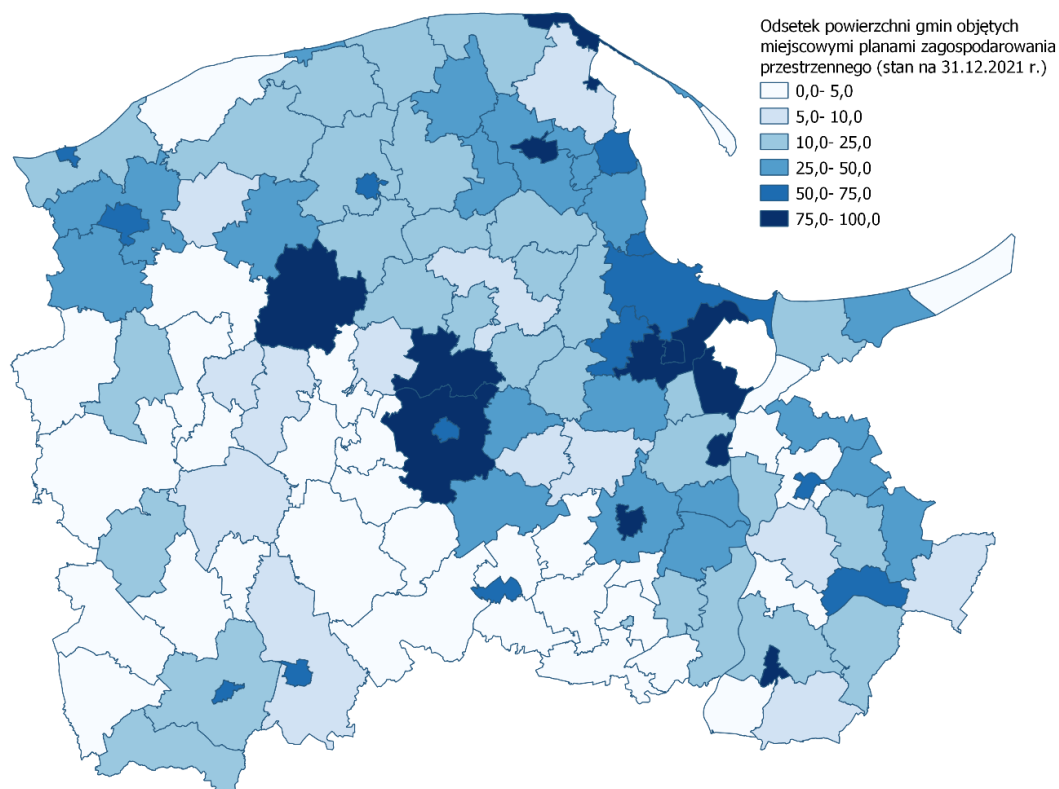 Odsetek powierzchni gmin objętych
miejscowymi planami zagospodarowania
przestrzennego (stan na 31.12.2021 r.)
0,0- 5,0
5,0- 10,0
10,0- 25,0
25,0- 50,0
50,0- 75,0
75,0- 100,0